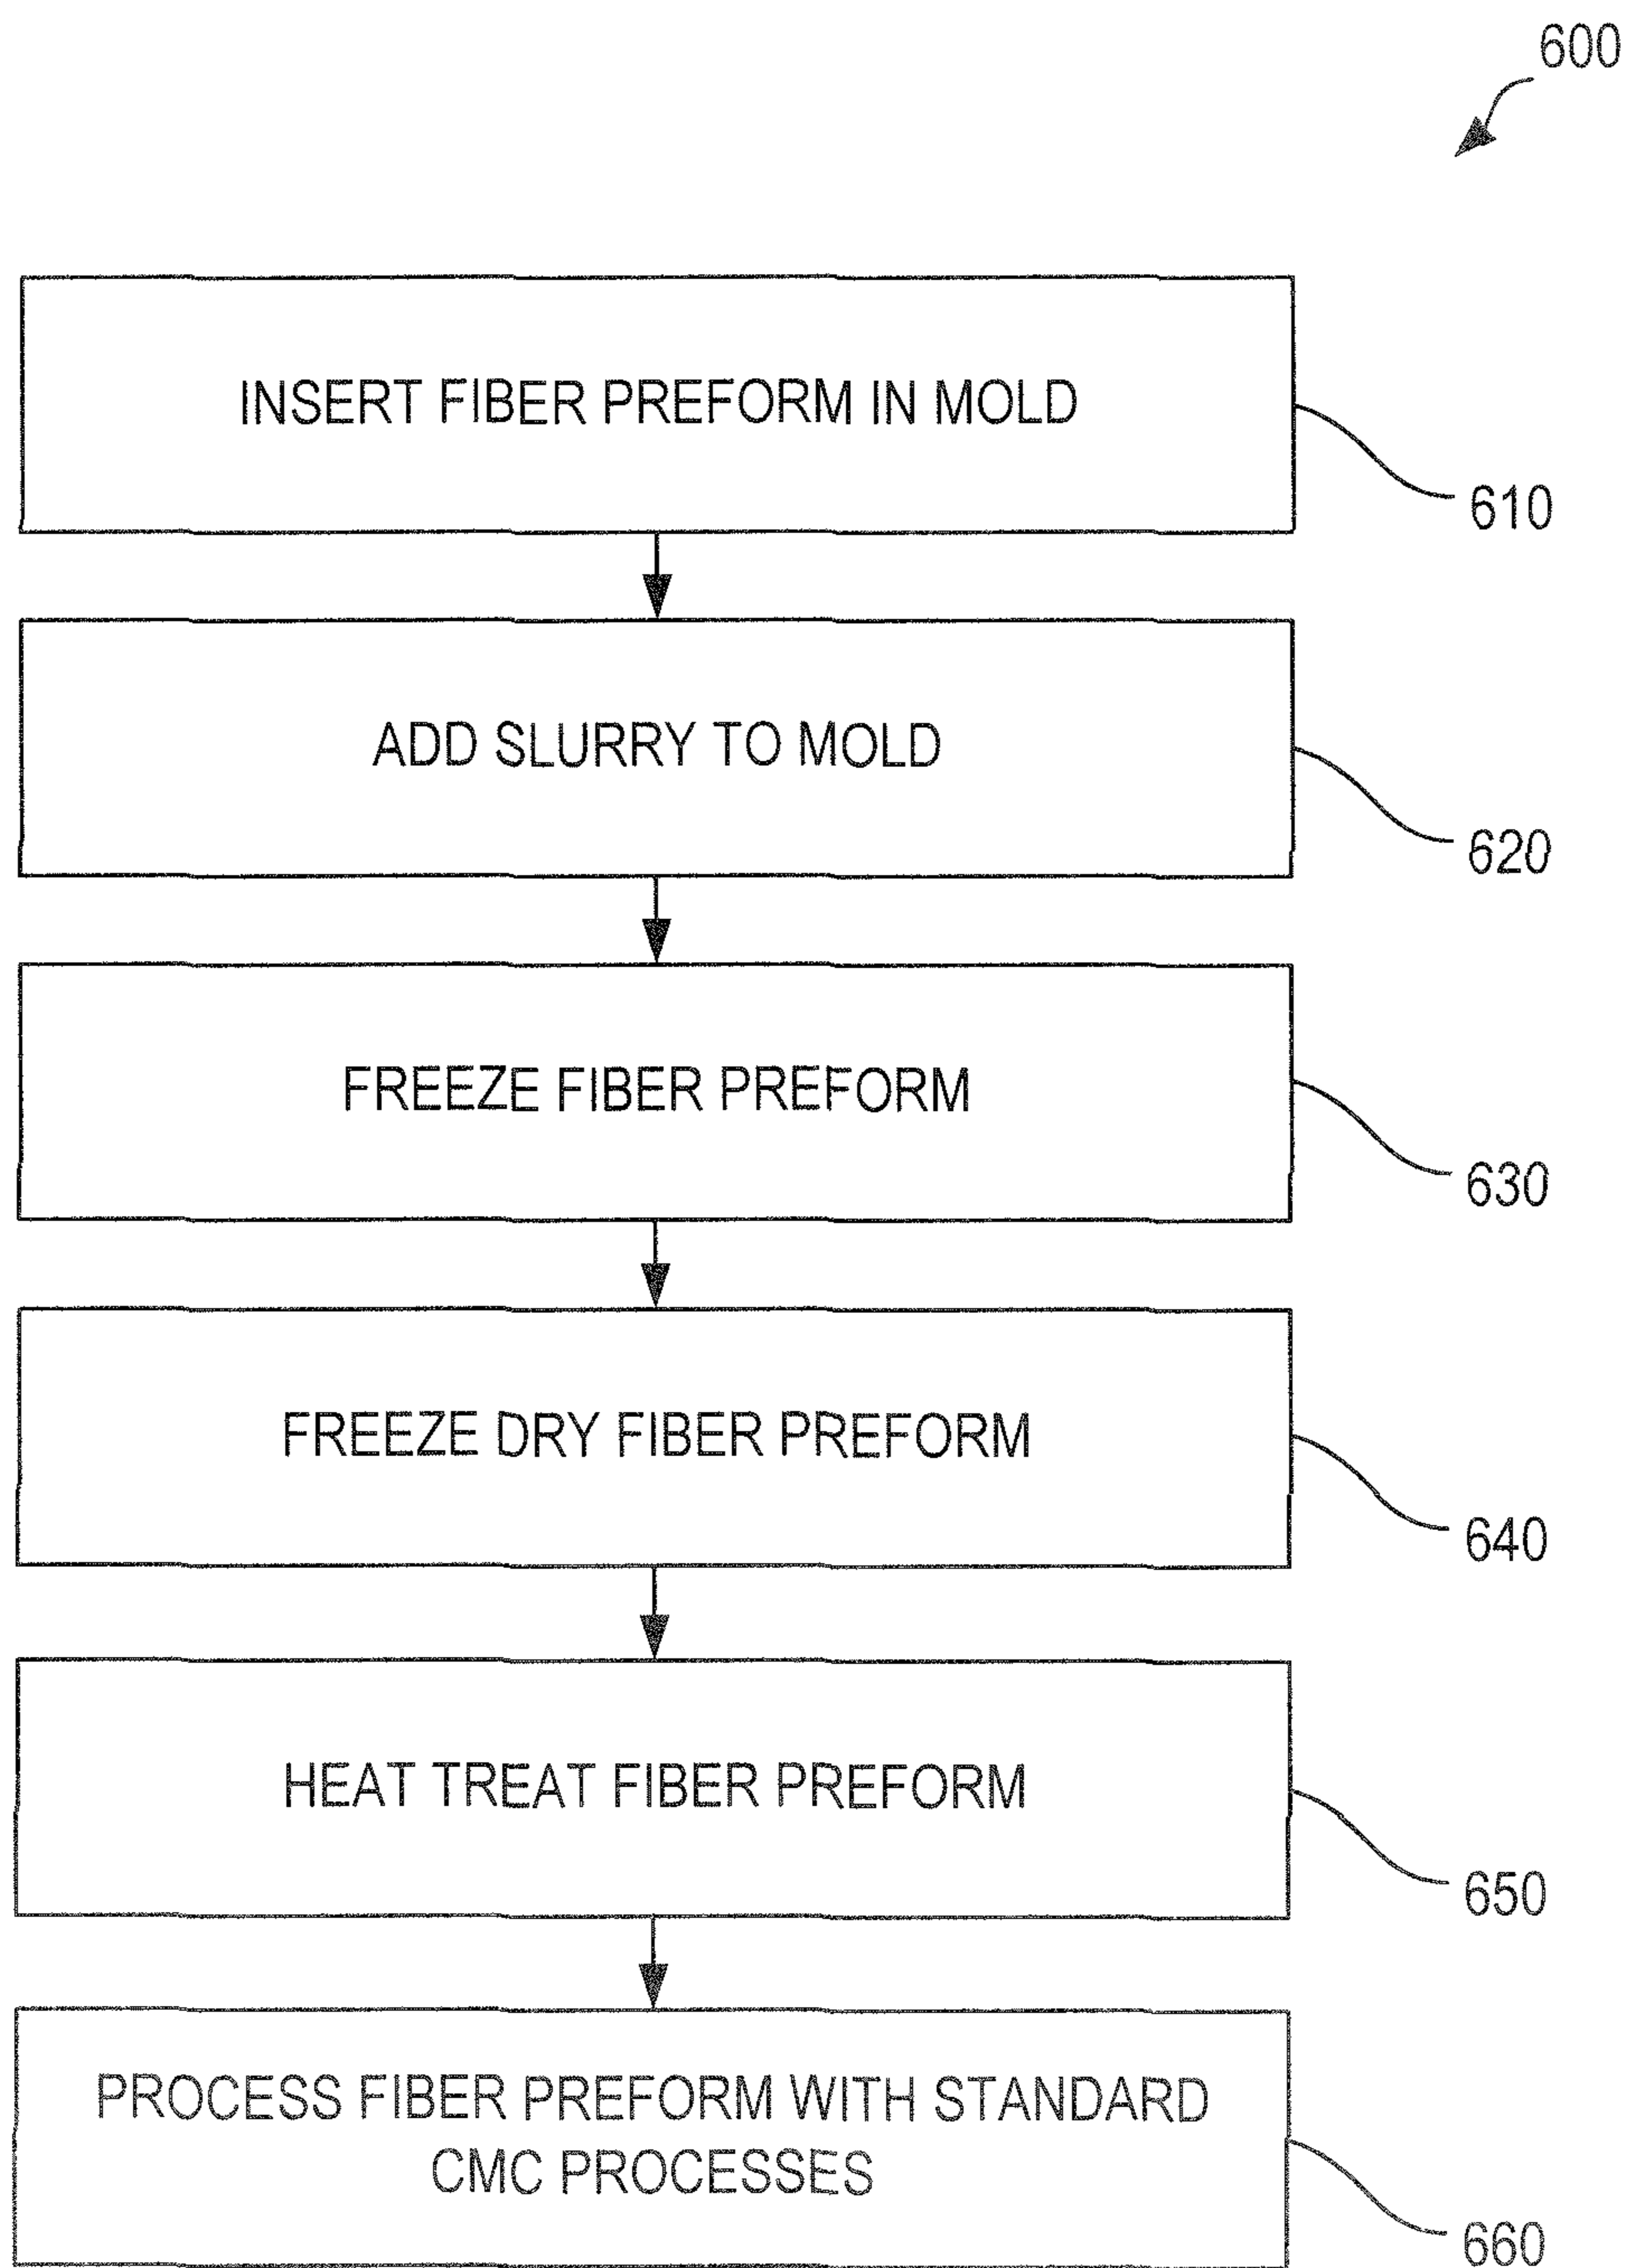 600
INSERT FIBER PREFORM IN MOLD
610
ADD SLURRY TO MOLD
620
FREEZE FIBER PREFORM
630
FREEZE DRY FIBER PREFORM
640
HEAT TREAT FIBER PREFORM
650
PROCESS FIBER PREFORM WITH STANDARD
CMC PROCESSES
660